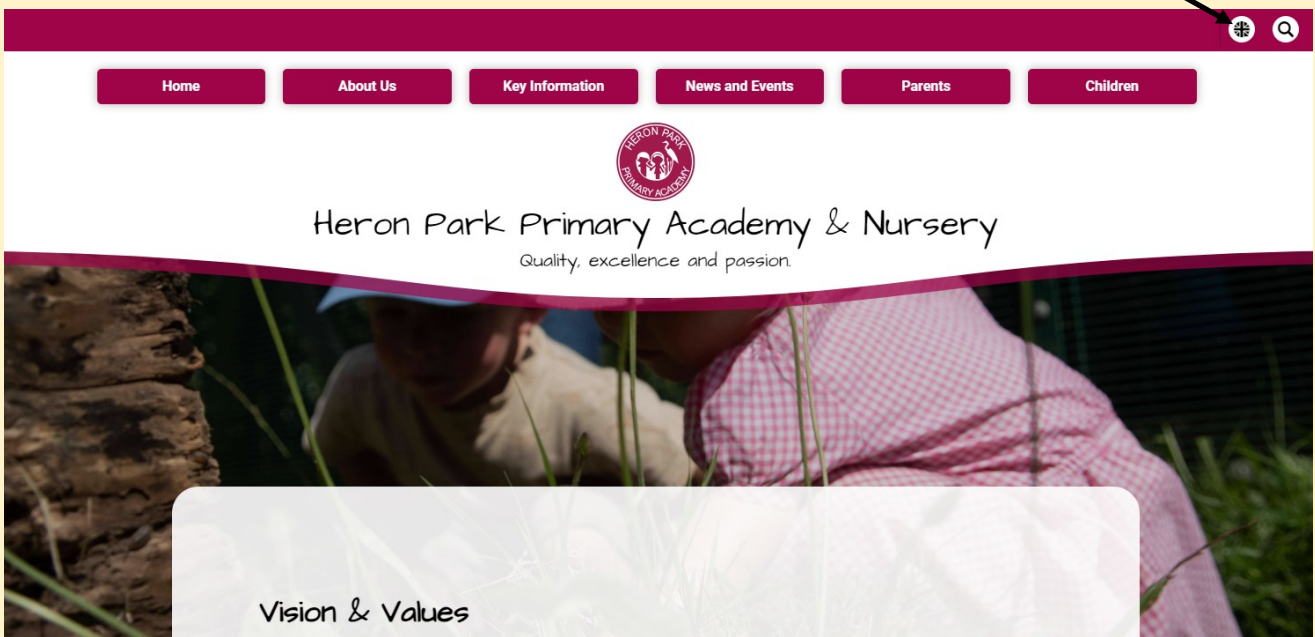 Home
About Us
Key Information
News and Events
Parents
Children
HERON PARK
PRIMARY ACADEMY
Heron Park Primary Academy & Nursery
Quality, excellence and passion.
Vision & Values